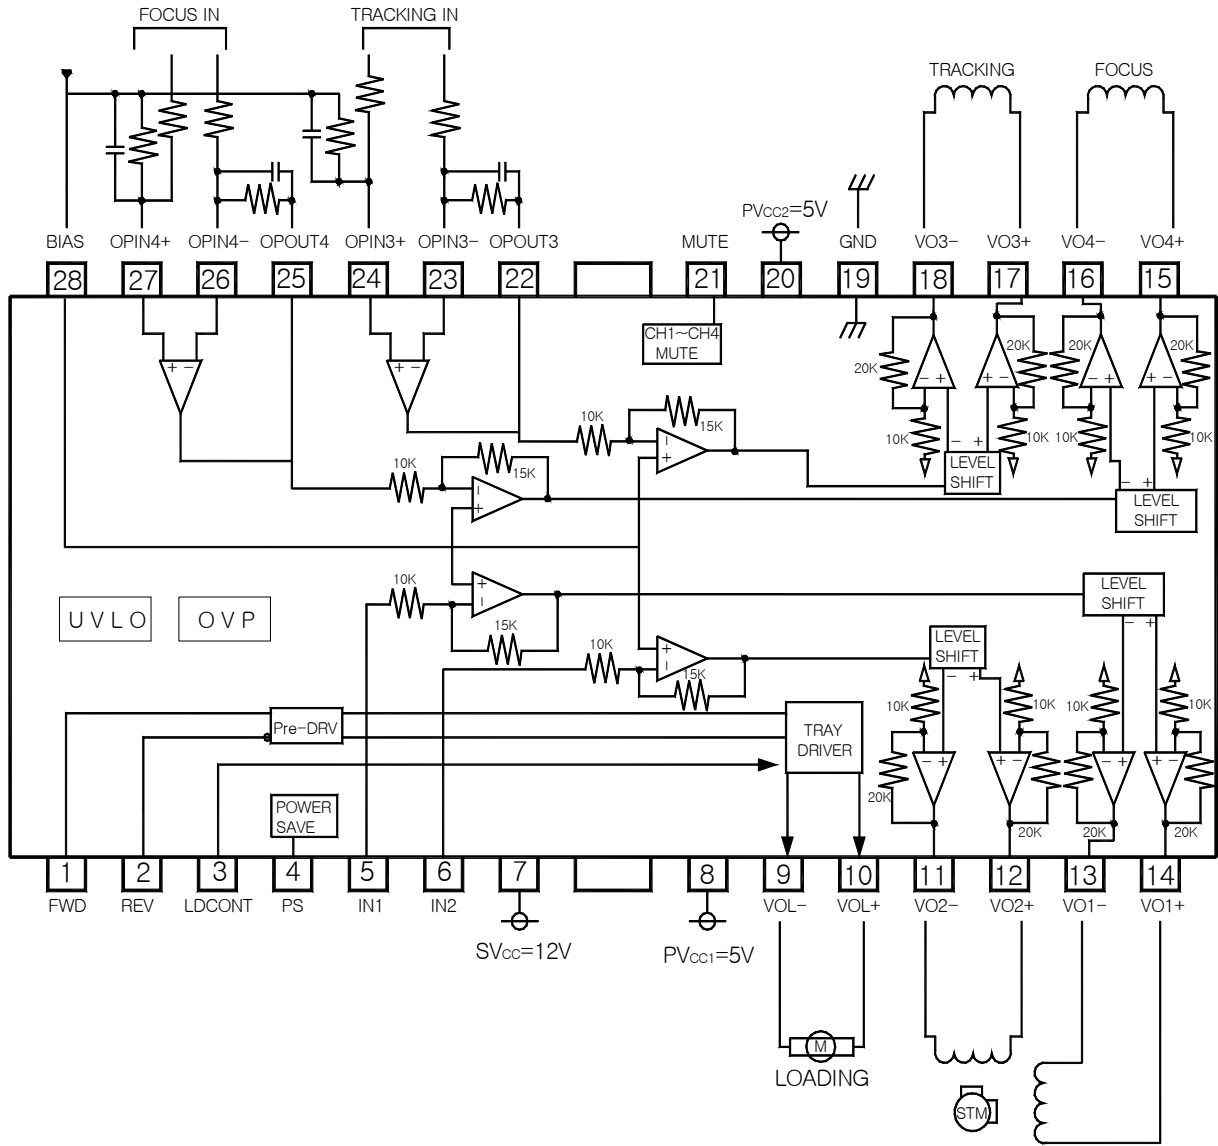 FOCUS IN
TRACKING IN
TRACKING
FOCUS
PVCC2=5V
BIAS
OPIN4+
OPIN4-
OPOUT4
OPIN3+
OPIN3-
OPOUT3
MUTE
GND
VO3-
VO3+
VO4-
VO4+
28
27
26
25
24
23
22
21
20
19
18
17
16
15
CH1~CH4
MUTE
20K
20K
20K
20K
+ -
+ -
- +
+ -
- +
+ -
10K
10K
10K
10K
- +
- +
LEVEL
SHIFT
LEVEL
SHIFT
10K
15K
-
+
10K
15K
-
+
UVLO
OVP
10K
+
-
15K
10K
+
-
15K
LEVEL
SHIFT
- +
LEVEL
SHIFT
- +
10K
10K
10K
10K
- +
+ -
- +
+ -
20K
20K
20K
20K
Pre-DRV
TRAY
DRIVER
POWER
SAVE
1
2
3
4
5
6
7
8
9
10
11
12
13
14
FWD
REV
LDCONT
PS
IN1
IN2
VOL-
VOL+
VO2-
VO2+
VO1-
VO1+
SVCC=12V
PVCC1=5V
M
LOADING
STM